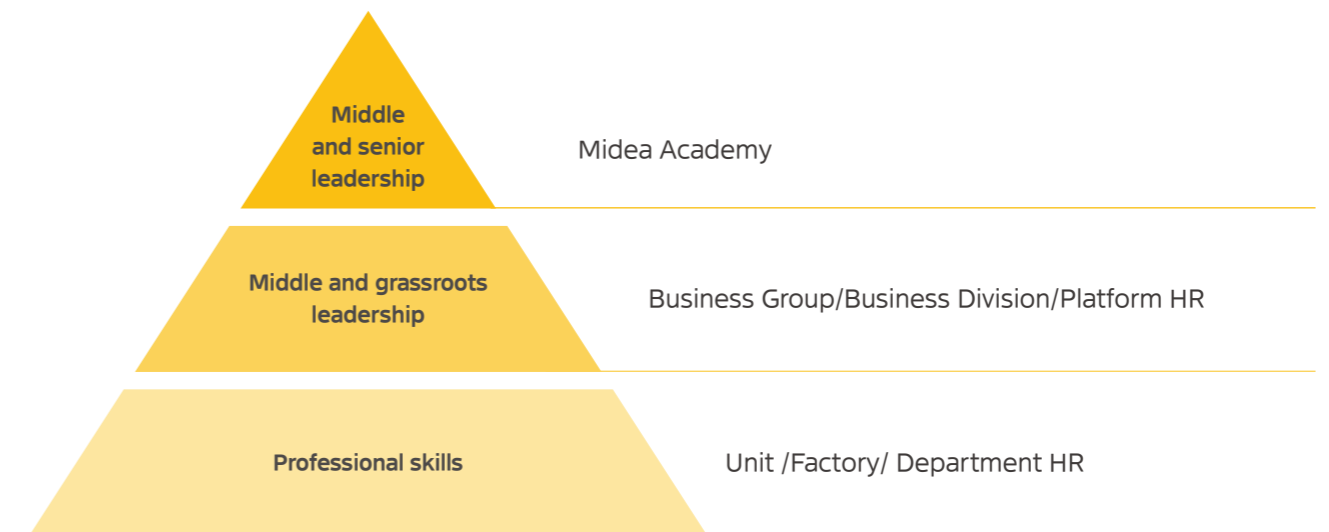 Middle
and senior
leadership
Midea Academy
Middle and grassroots
leadership
Business Group/Business Division/Platform HR
Professional skills
Unit /Factory/ Department HR